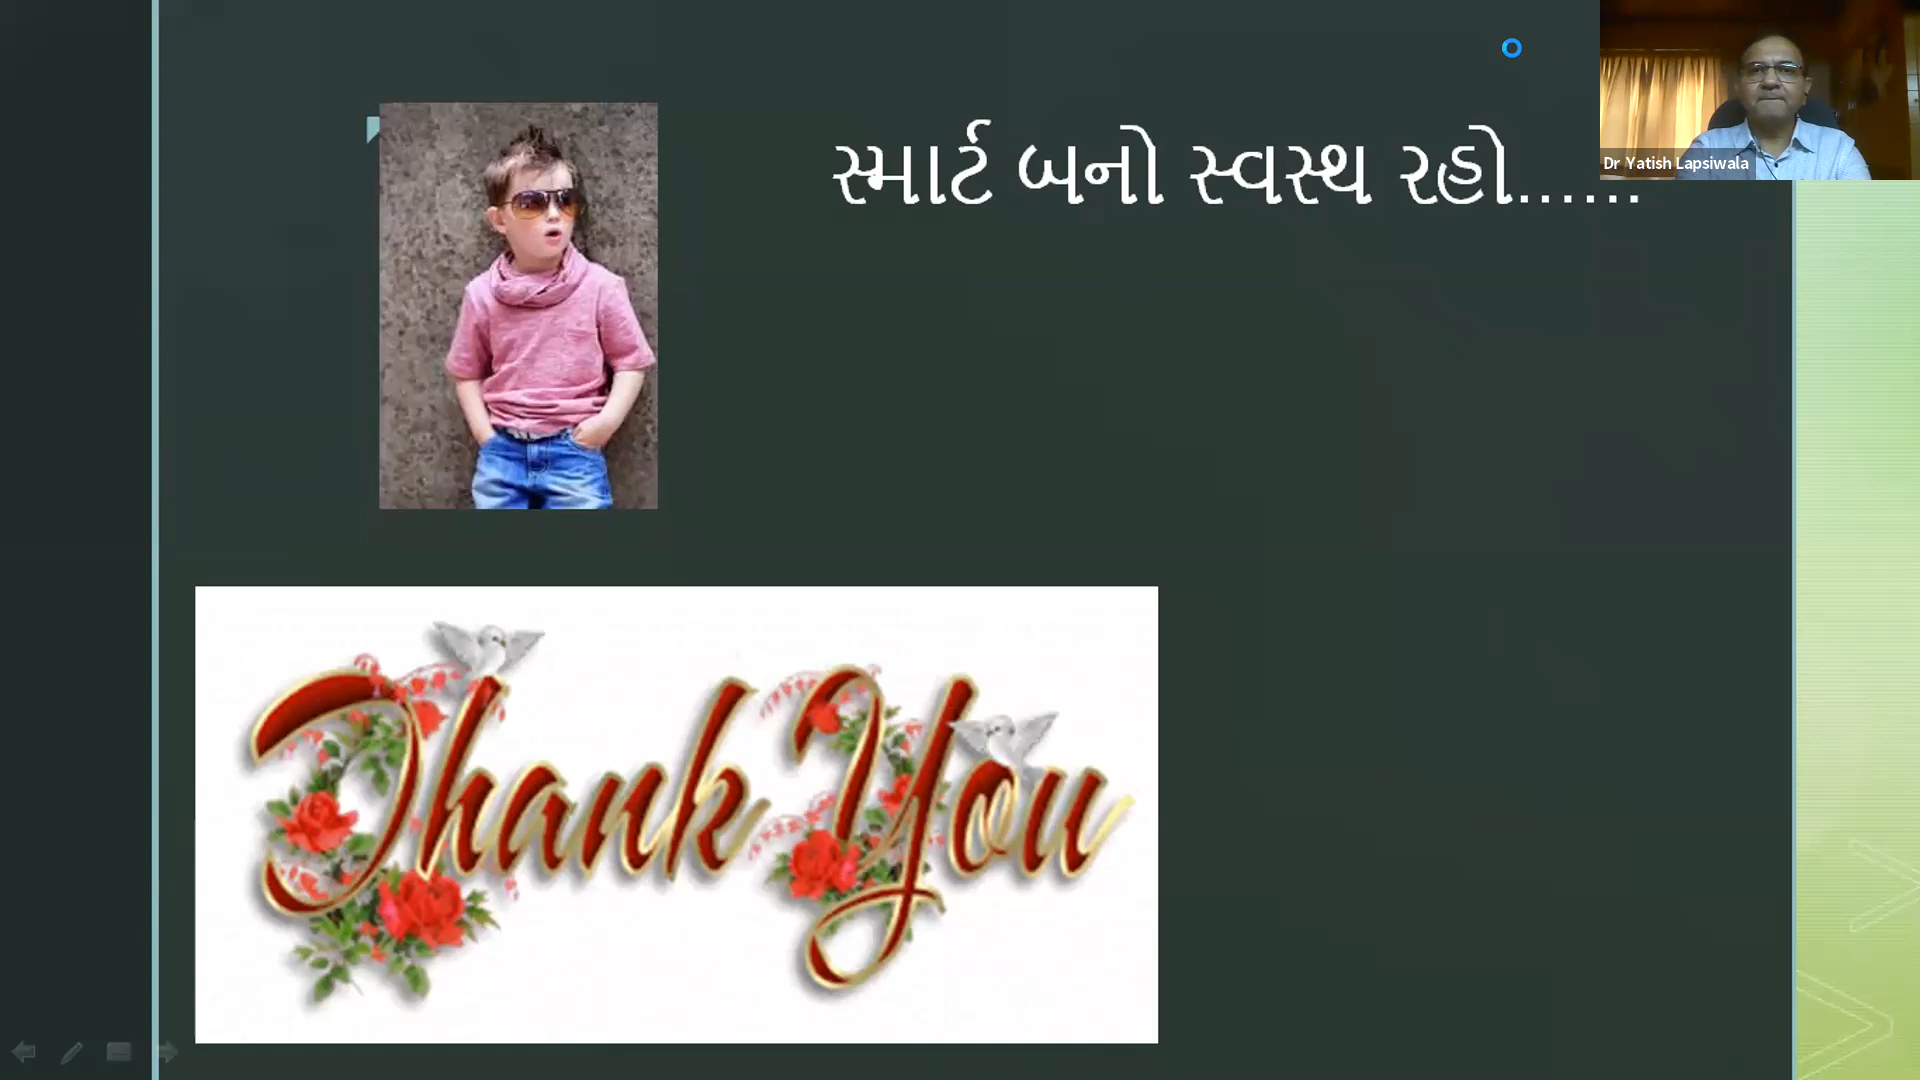 સ્માર્ટ બનો સ્વસ્થ રહો......
Dr Yatish Lapsiwala
Thank You